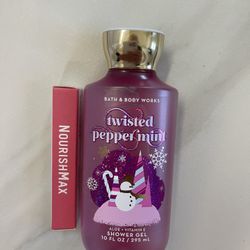 NOURISHMAX
BATH & BODY WORKS
twisted
peppermint
ALOE + VITAMIN E
SHOWER GEL
10 FL OZ / 295 mL